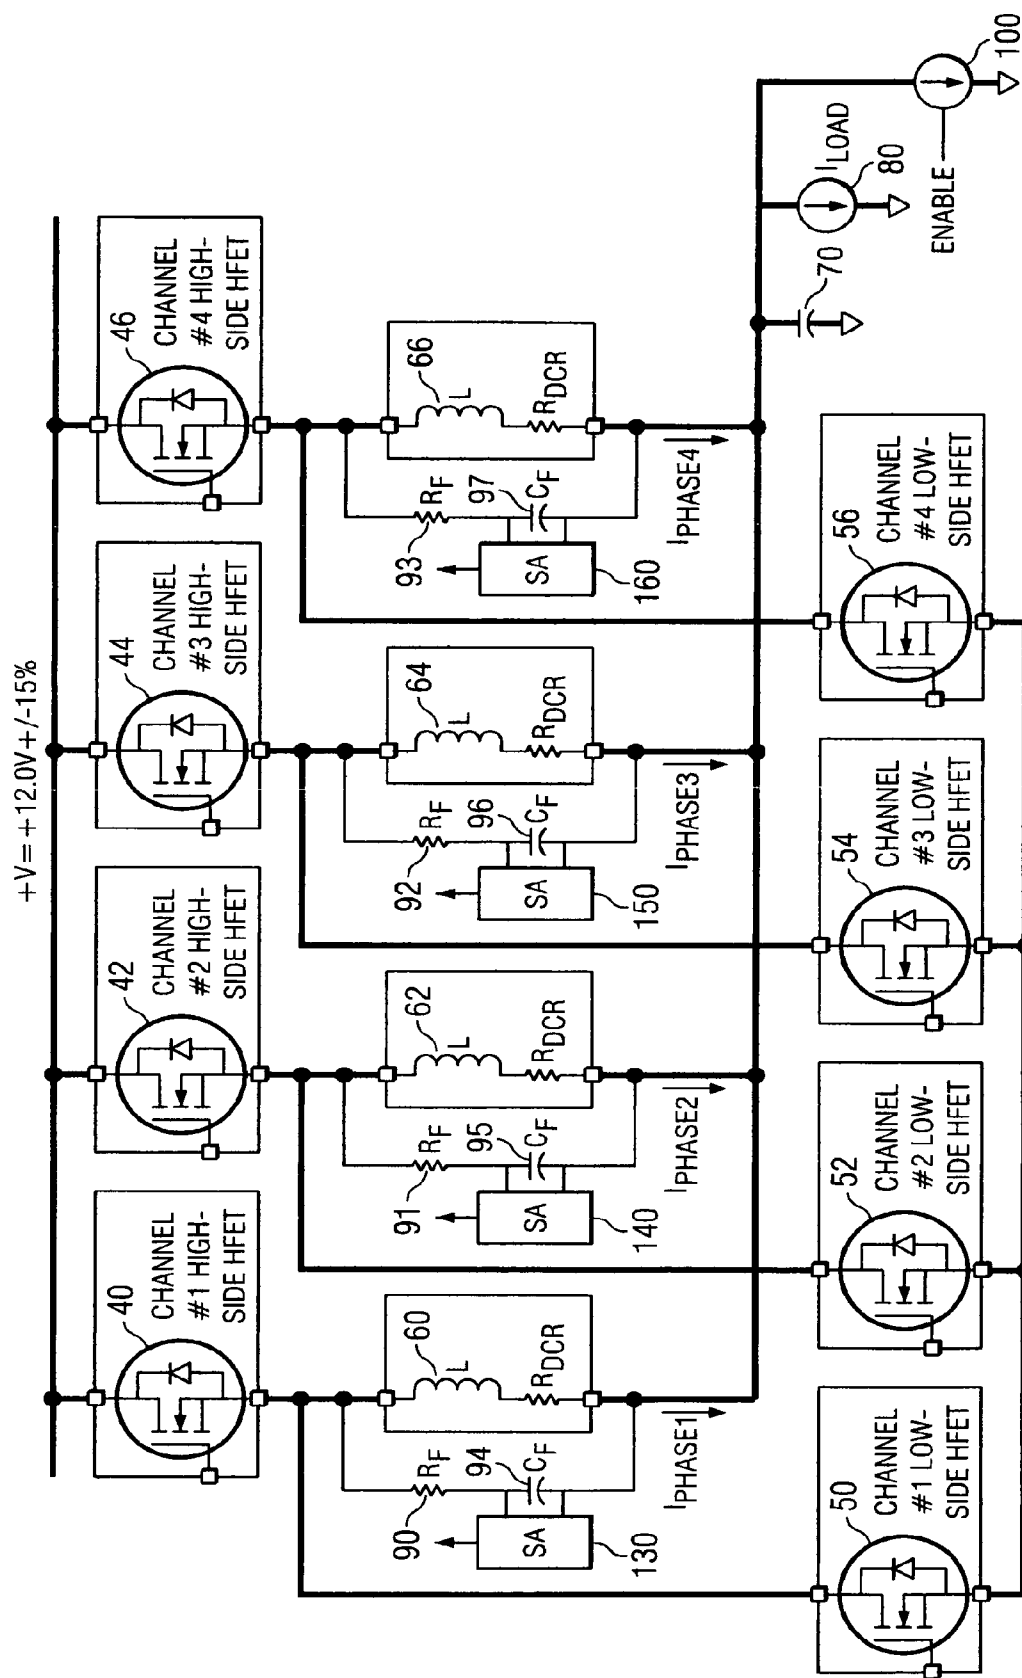 +V=+12.0V+/-15%
40
CHANNEL
#1 HIGH-
SIDE HFET
42
CHANNEL
#2 HIGH-
SIDE HFET
44
CHANNEL
#3 HIGH-
SIDE HFET
46
CHANNEL
#4 HIGH-
SIDE HFET
60
L
RDCR
90
RF
94
CF
SA
130
IPHASE1
62
L
RDCR
91
RF
95
CF
SA
140
IPHASE2
64
L
RDCR
92
RF
96
CF
SA
150
IPHASE3
66
L
RDCR
93
RF
97
CF
SA
160
IPHASE4
70
ILOAD
80
ENABLE
100
50
CHANNEL
#1 LOW-
SIDE HFET
52
CHANNEL
#2 LOW-
SIDE HFET
54
CHANNEL
#3 LOW-
SIDE HFET
56
CHANNEL
#4 LOW-
SIDE HFET